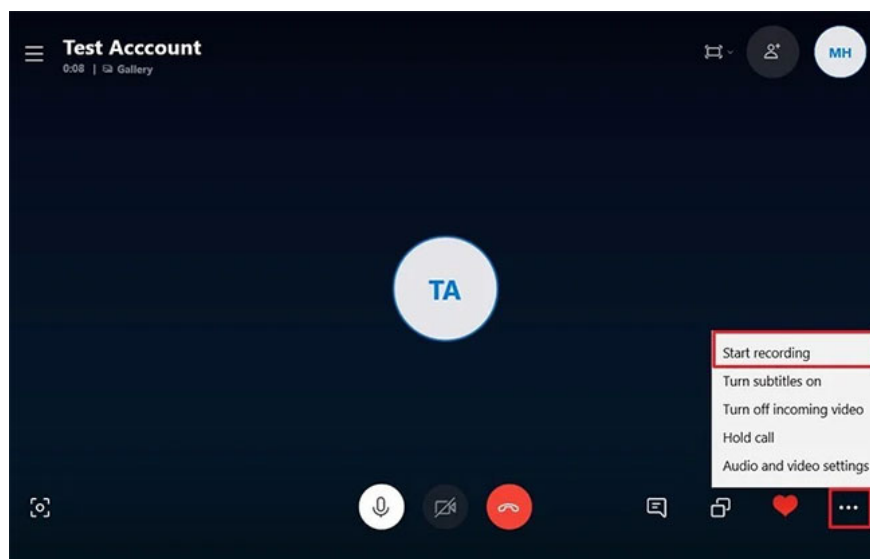 Test Acccount
0:08 | Gallery
MH
TA
Start recording
Turn subtitles on
Turn off incoming video
Hold call
Audio and video settings